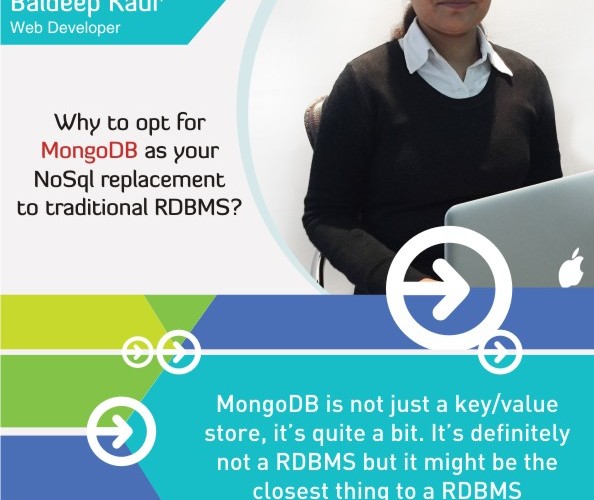 Baldeep Kaur
Web Developer
Why to opt for
MongoDB as your
NoSql replacement
to traditional RDBMS?
MongoDB is not just a key/value
store, it's quite a bit. It's definitely
not a RDBMS but it might be the
closest thing to a RDBMS